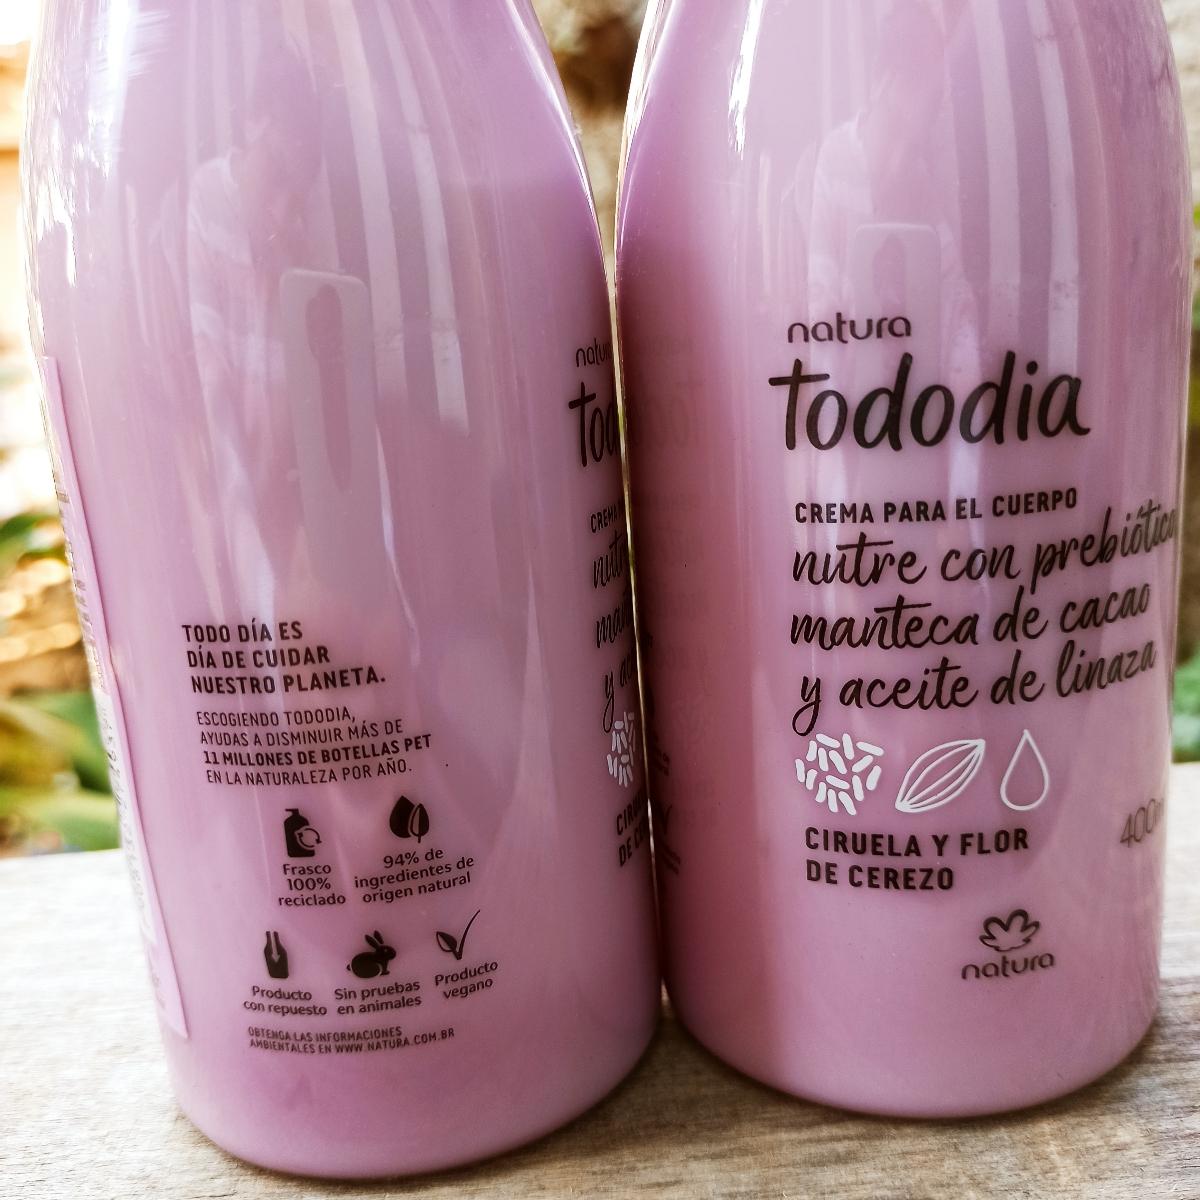 TODO DÍA ES
DÍA DE CUIDAR
NUESTRO PLANETA.
ESCOGIENDO TODODIA,
AYUDAS A DISMINUIR MÁS DE
11 MILLONES DE BOTELLAS PET
EN LA NATURALEZA POR AÑO.
Frasco
100%
reciclado
94% de
ingredientes de
origen natural
Producto
con repuesto
Sin pruebas
en animales
Producto
vegano
OBTENGA LAS INFORMACIONES
AMBIENTALES EN WWW.NATURA.COM.BR
natura
tododia
CREMA PARA EL CUERPO
nutre con prebiótico
manteca de cacao
y aceite de linaza
CIRUELA Y FLOR
DE CEREZO
natura